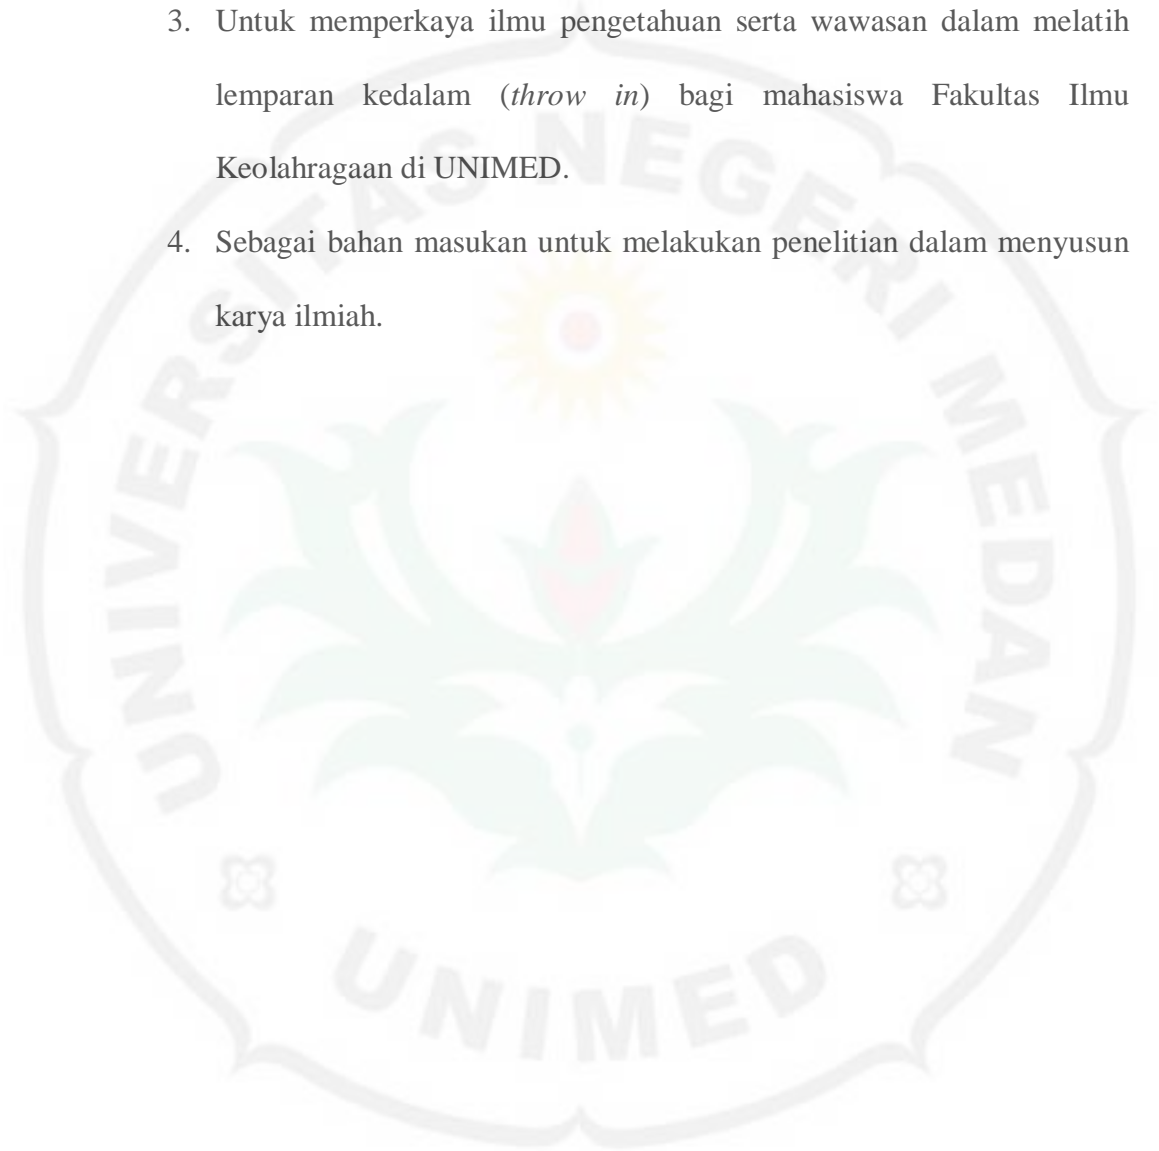 3. Untuk memperkaya ilmu pengetahuan serta wawasan dalam melatih
lemparan kedalam (throw in) bagi mahasiswa Fakultas Ilmu
Keolahragaan di UNIMED.
4. Sebagai bahan masukan untuk melakukan penelitian dalam menyusun
karya ilmiah.
UNIVERSITAS NEGERI MEDAN
UNIMED